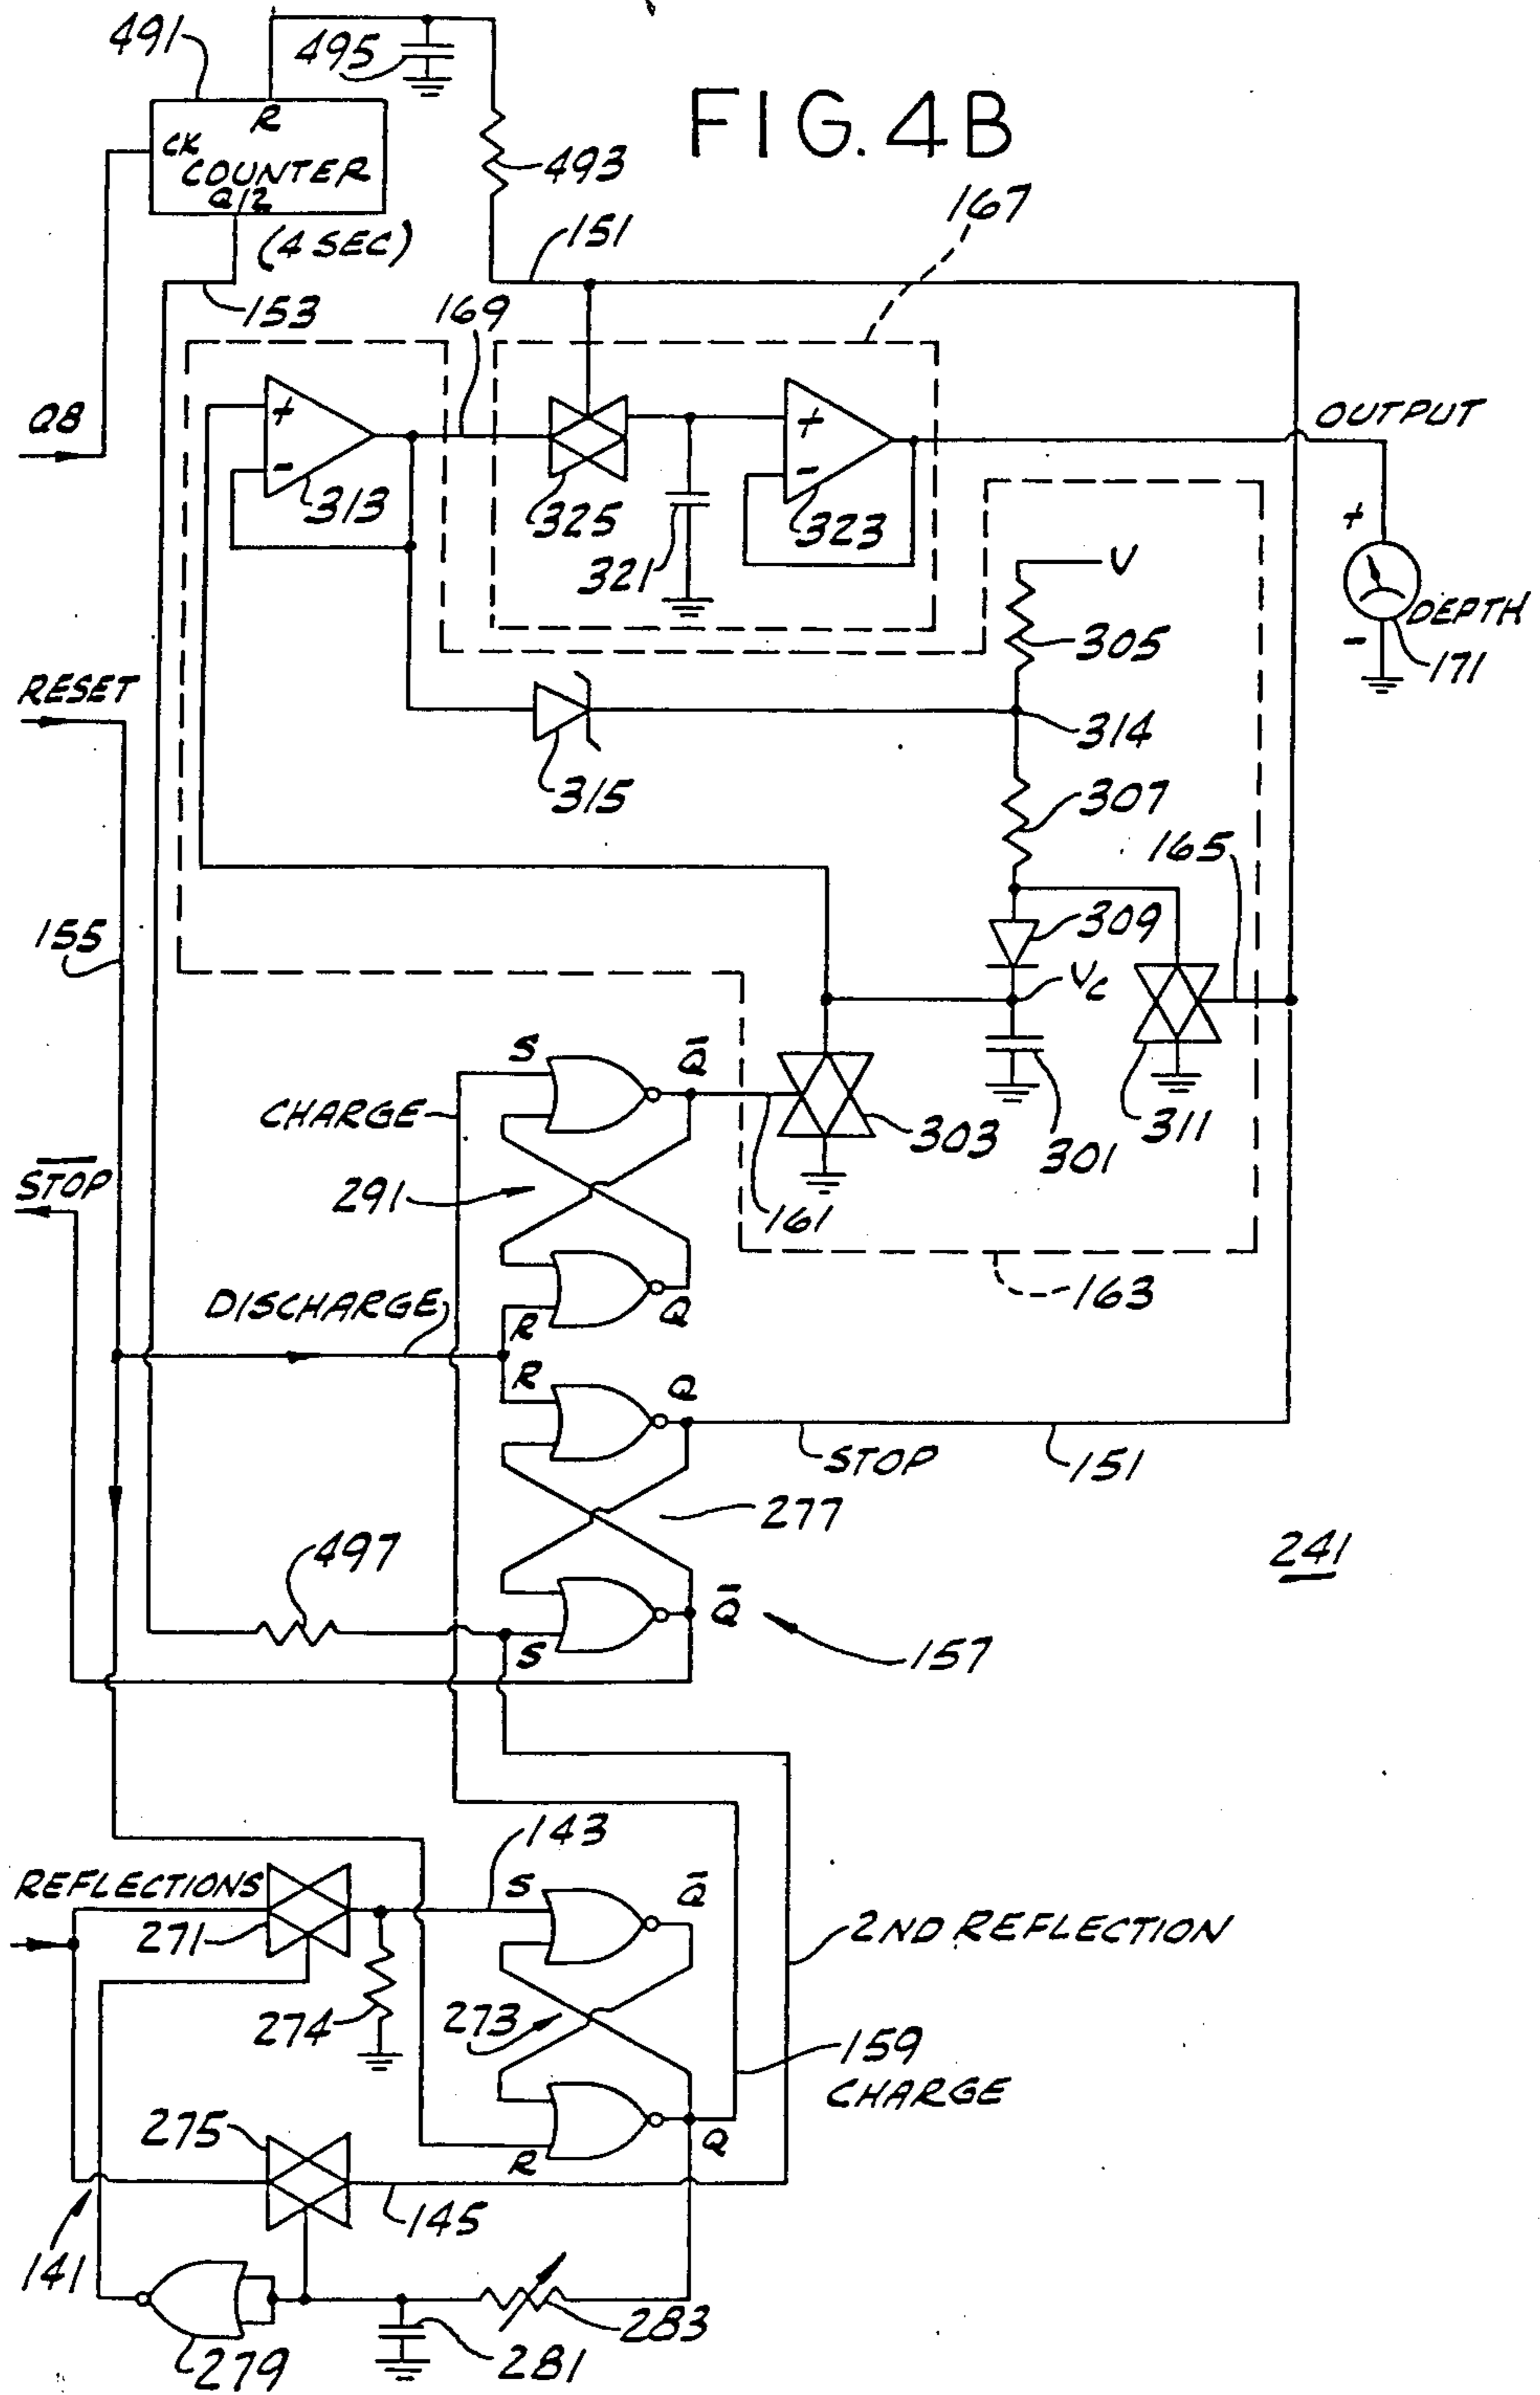 491
495
FIG. 4B
R
CK
COUNTER
Q12
493
167
(4 SEC)
151
153
169
Q8
OUTPUT
+
+
-
-
313
325
323
321
+
V
DEPTH
-
305
171
RESET
314
315
307
165
155
309
VC
S
Q̅
CHARGE
303
301
311
S̅T̅O̅P̅
291
161
163
DISCHARGE
R
Q
R
Q
STOP
151
277
497
241
Q̅
S
157
143
REFLECTIONS
S
Q̅
271
2ND REFLECTION
274
273
159
CHARGE
275
R
Q
145
141
283
279
281